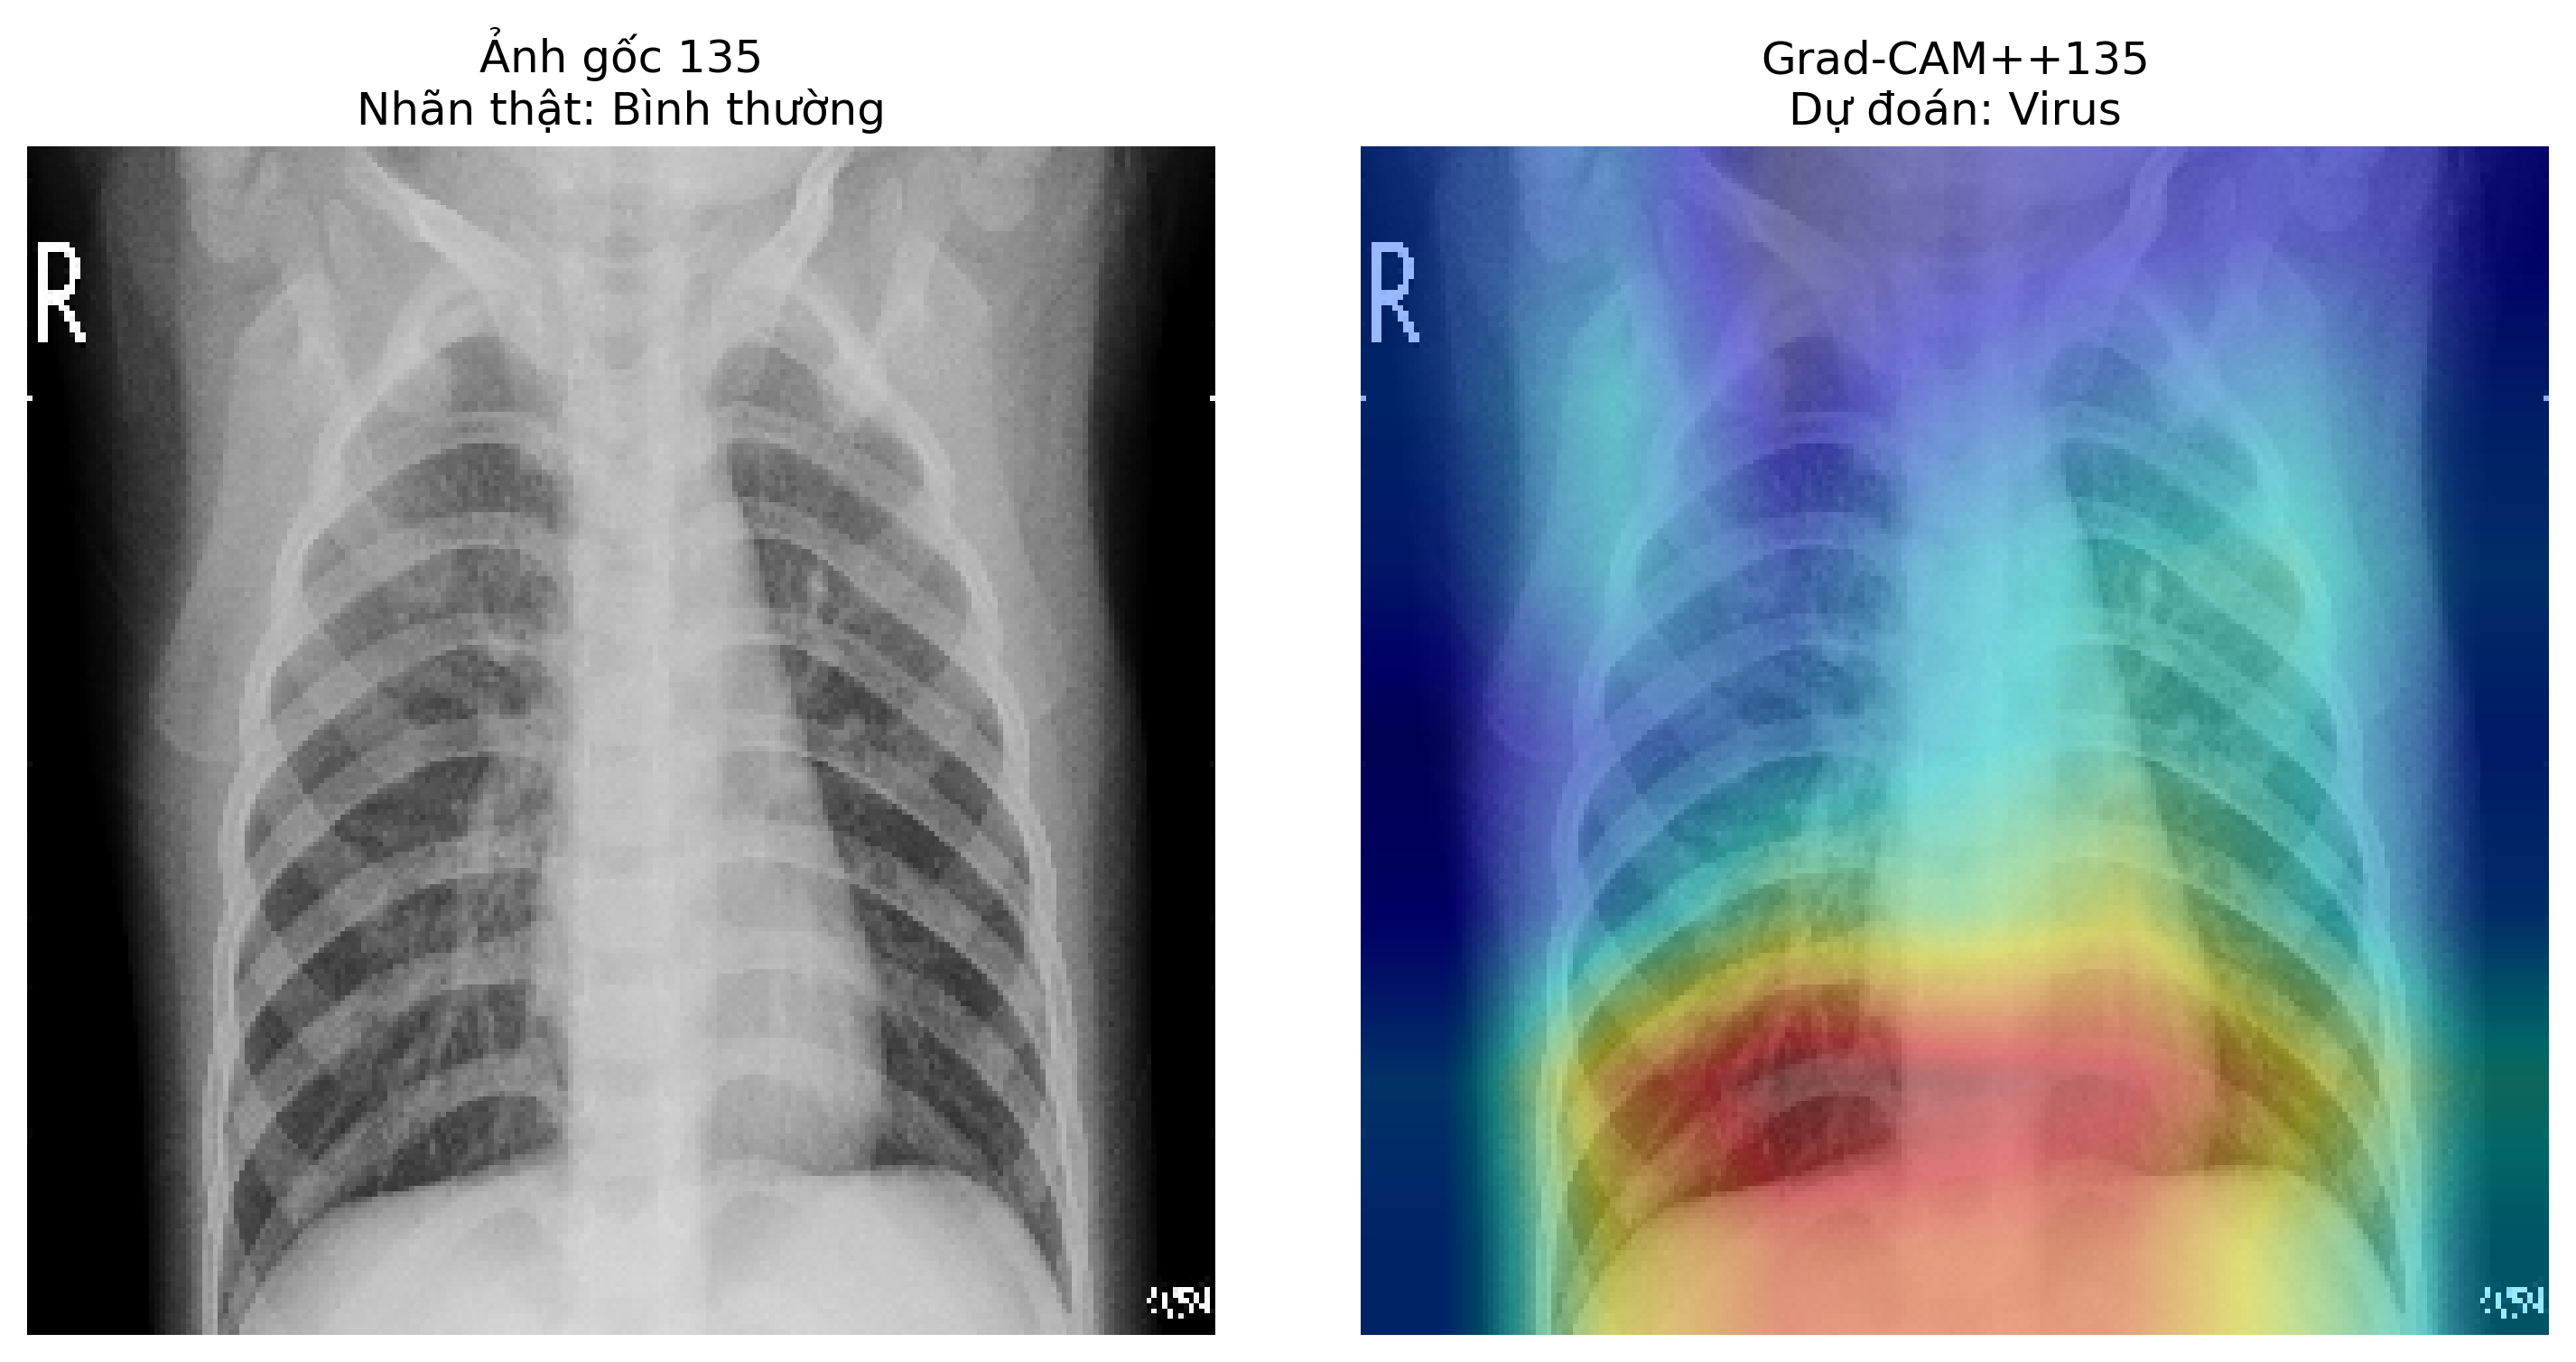 Ảnh gốc 135
Nhãn thật: Bình thường
Grad-CAM++135
Dự đoán: Virus
R
R